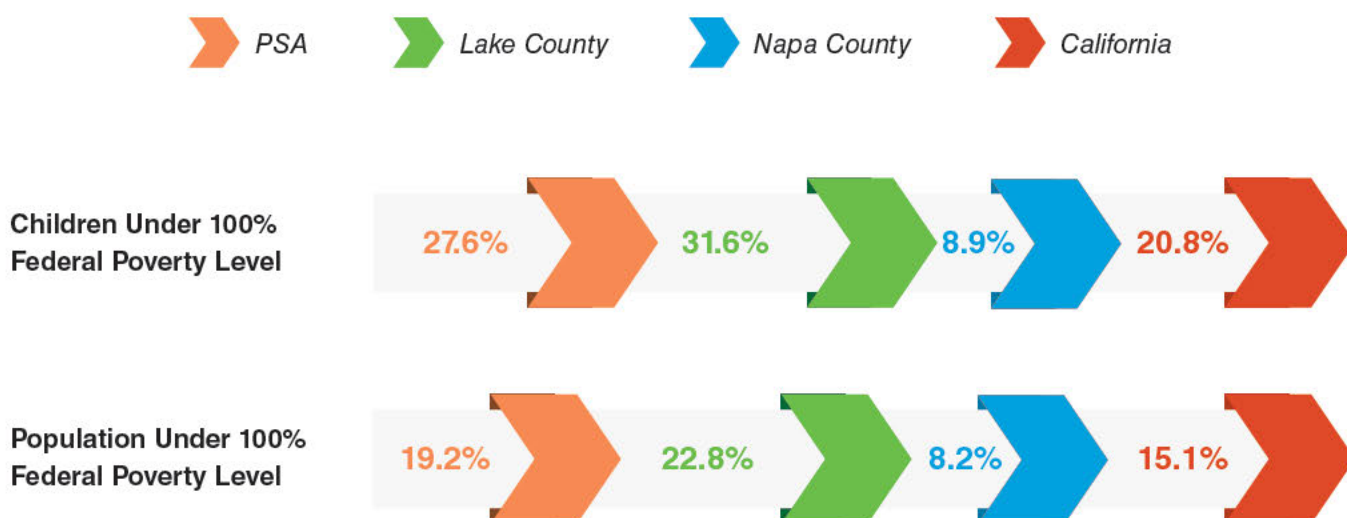 PSA Lake County Napa County California
Children Under 100%
Federal Poverty Level
27.6% 31.6% 8.9% 20.8%
Population Under 100%
Federal Poverty Level
19.2% 22.8% 8.2% 15.1%